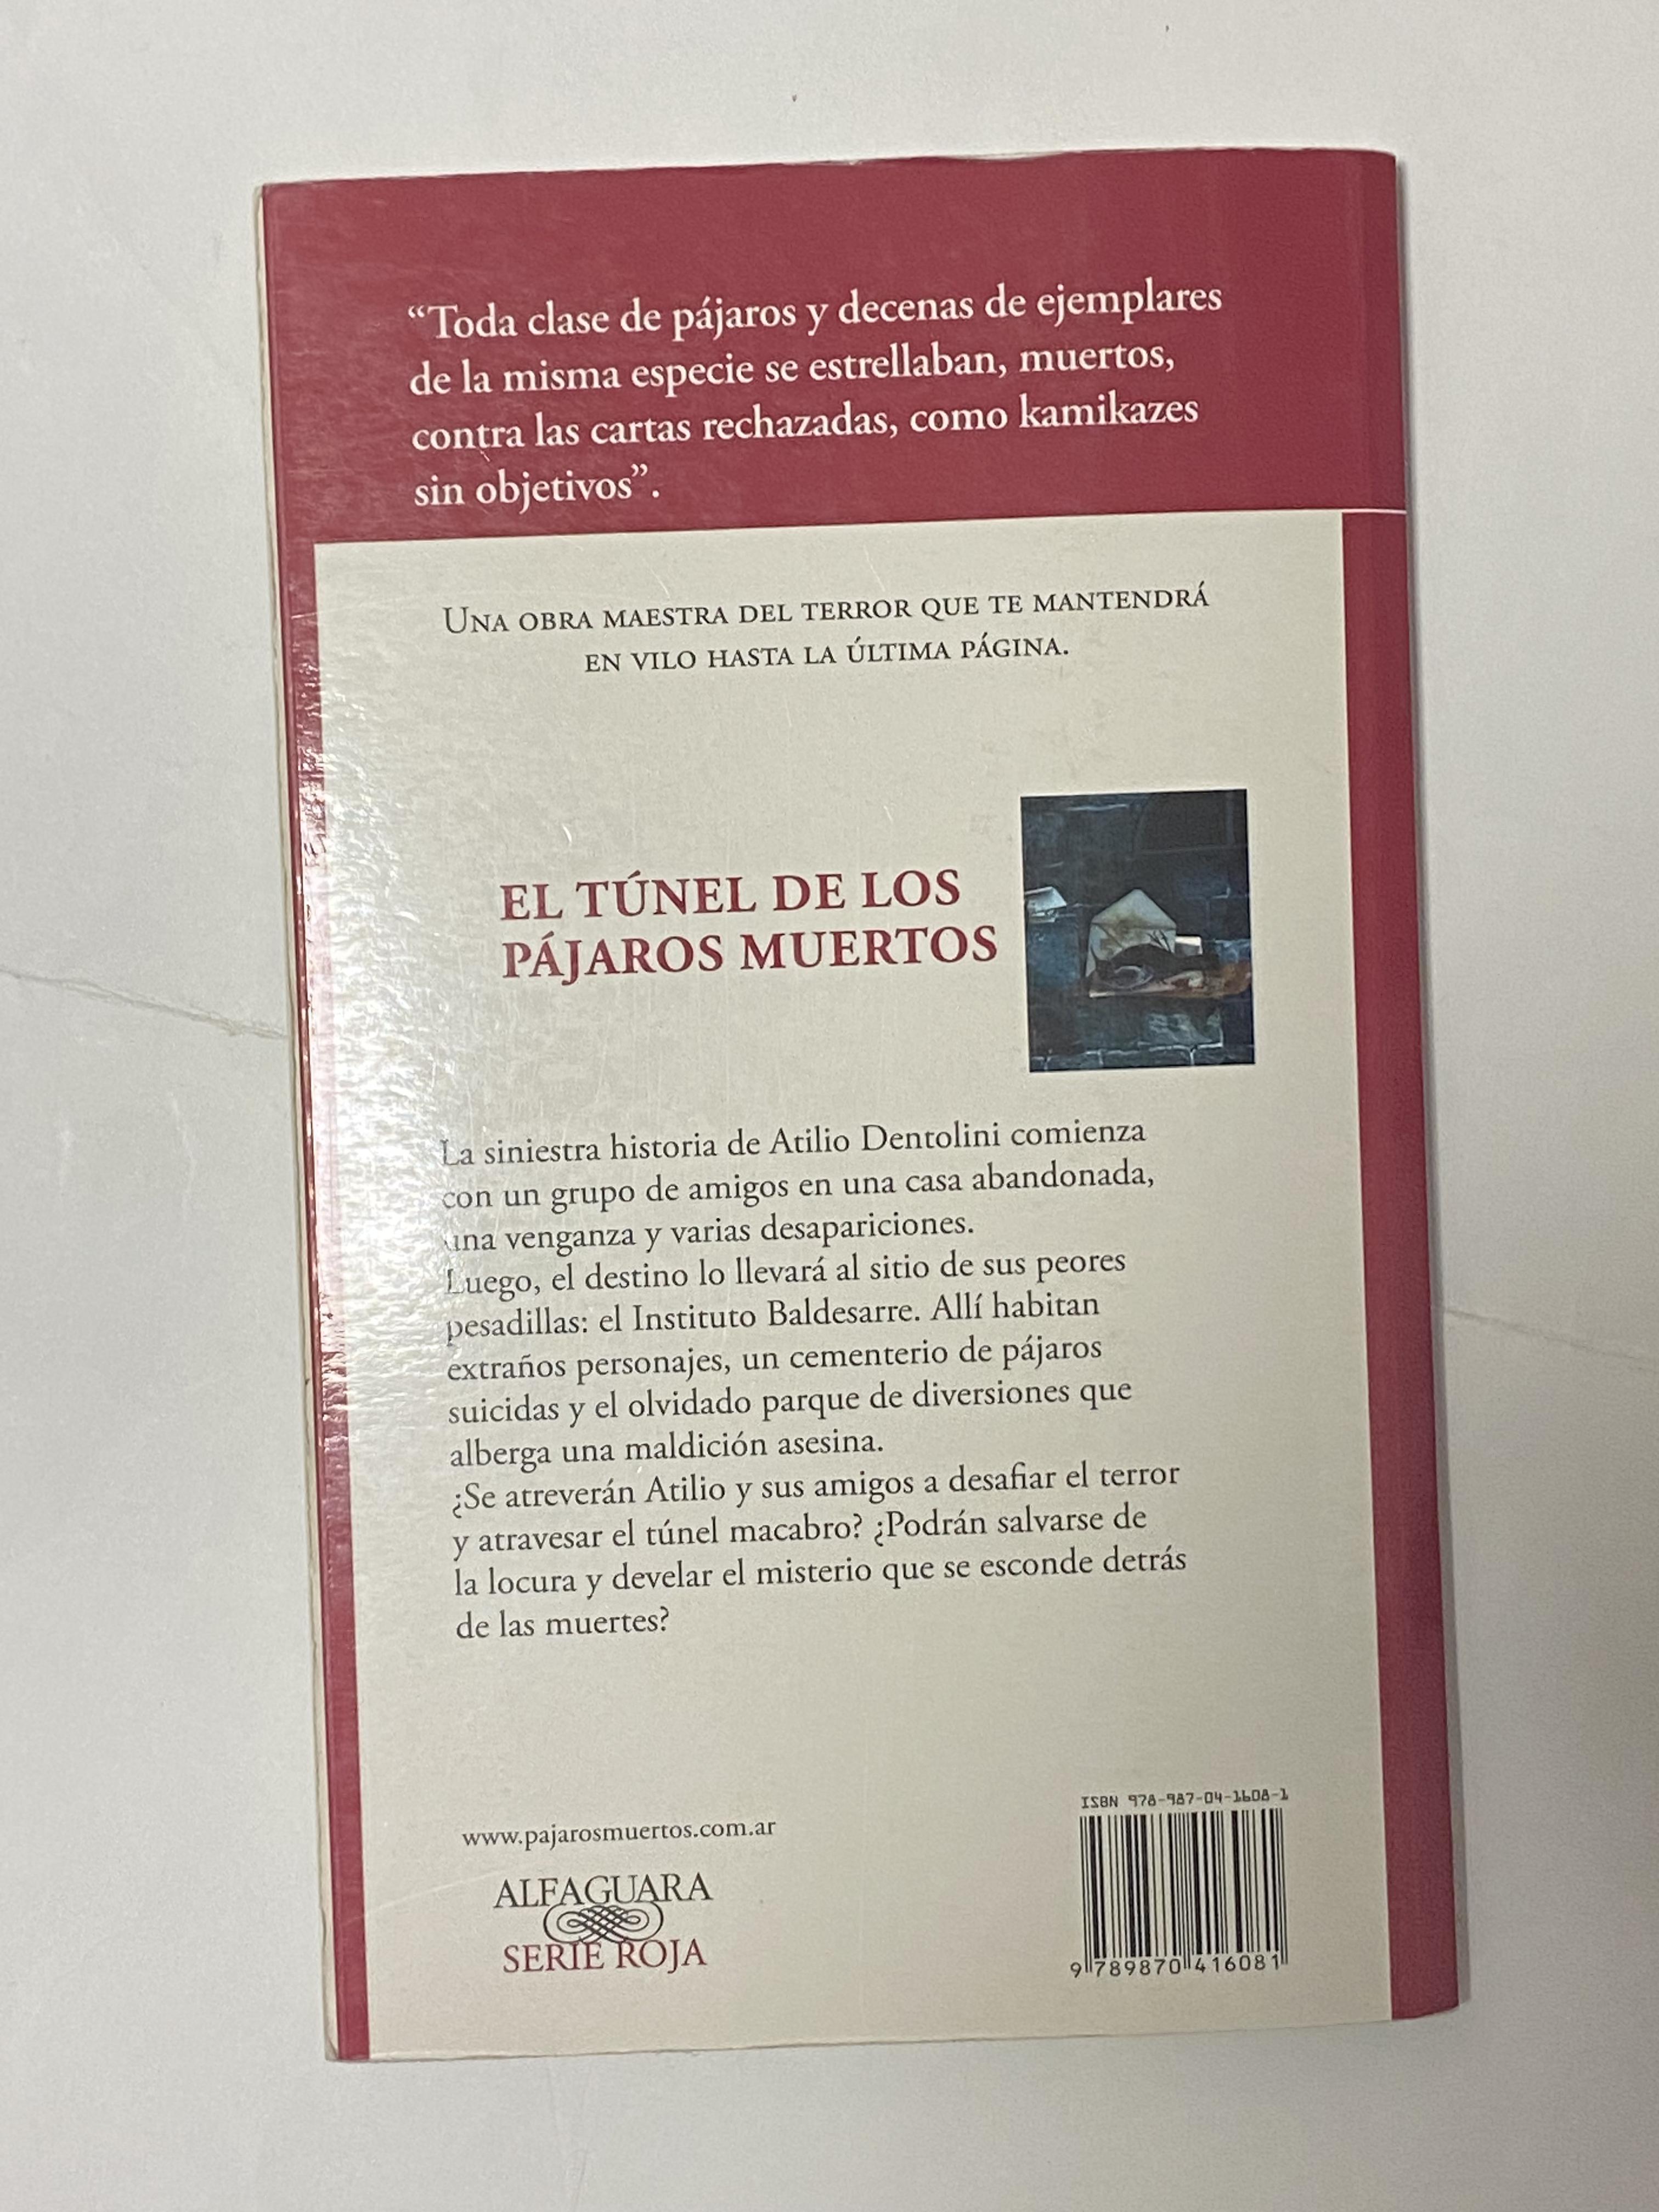 “Toda clase de pájaros y decenas de ejemplares
de la misma especie se estrellaban, muertos,
contra las cartas rechazadas, como kamikazes
sin objetivos”.
UNA OBRA MAESTRA DEL TERROR QUE TE MANTENDRÁ
EN VILO HASTA LA ÚLTIMA PÁGINA.
EL TÚNEL DE LOS
PÁJAROS MUERTOS
La siniestra historia de Atilio Dentolini comienza
con un grupo de amigos en una casa abandonada,
una venganza y varias desapariciones.
Luego, el destino lo llevará al sitio de sus peores
pesadillas: el Instituto Baldesarre. Allí habitan
extraños personajes, un cementerio de pájaros
suicidas y el olvidado parque de diversiones que
alberga una maldición asesina.
¿Se atreverán Atilio y sus amigos a desafiar el terror
y atravesar el túnel macabro? ¿Podrán salvarse de
la locura y develar el misterio que se esconde detrás
de las muertes?
www.pajarosmuertos.com.ar
ALFAGUARA
SERIE ROJA
ISBN 978-987-04-1608-1
9 789870 416081